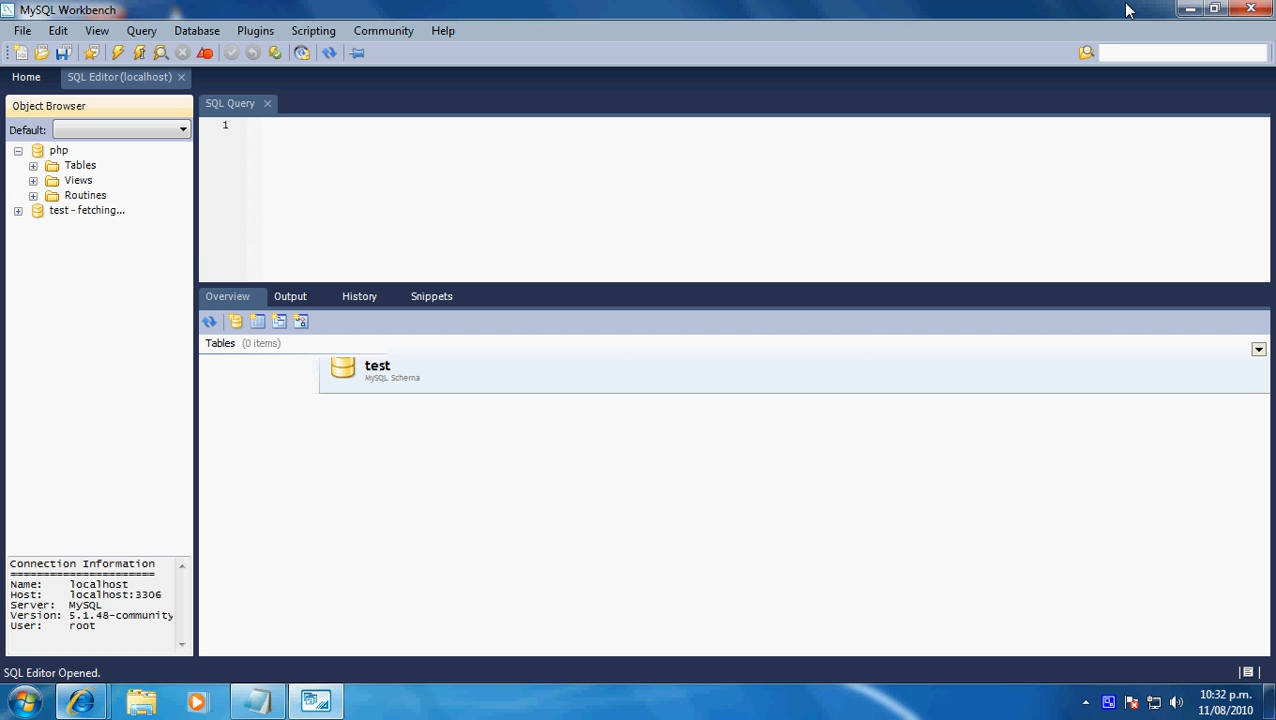 MySQL Workbench
File Edit View Query Database Plugins Scripting Community Help
Home SQL Editor (localhost)
Object Browser
Default:
php
Tables
Views
Routines
test - fetching...
SQL Query
1
Overview Output History Snippets
Tables (0 items)
test
MySQL Schema
Connection Information
======================
Name: localhost
Host: localhost:3306
Server: MySQL
Version: 5.1.48-community
User: root
SQL Editor Opened.
10:32 p.m.
11/08/2010